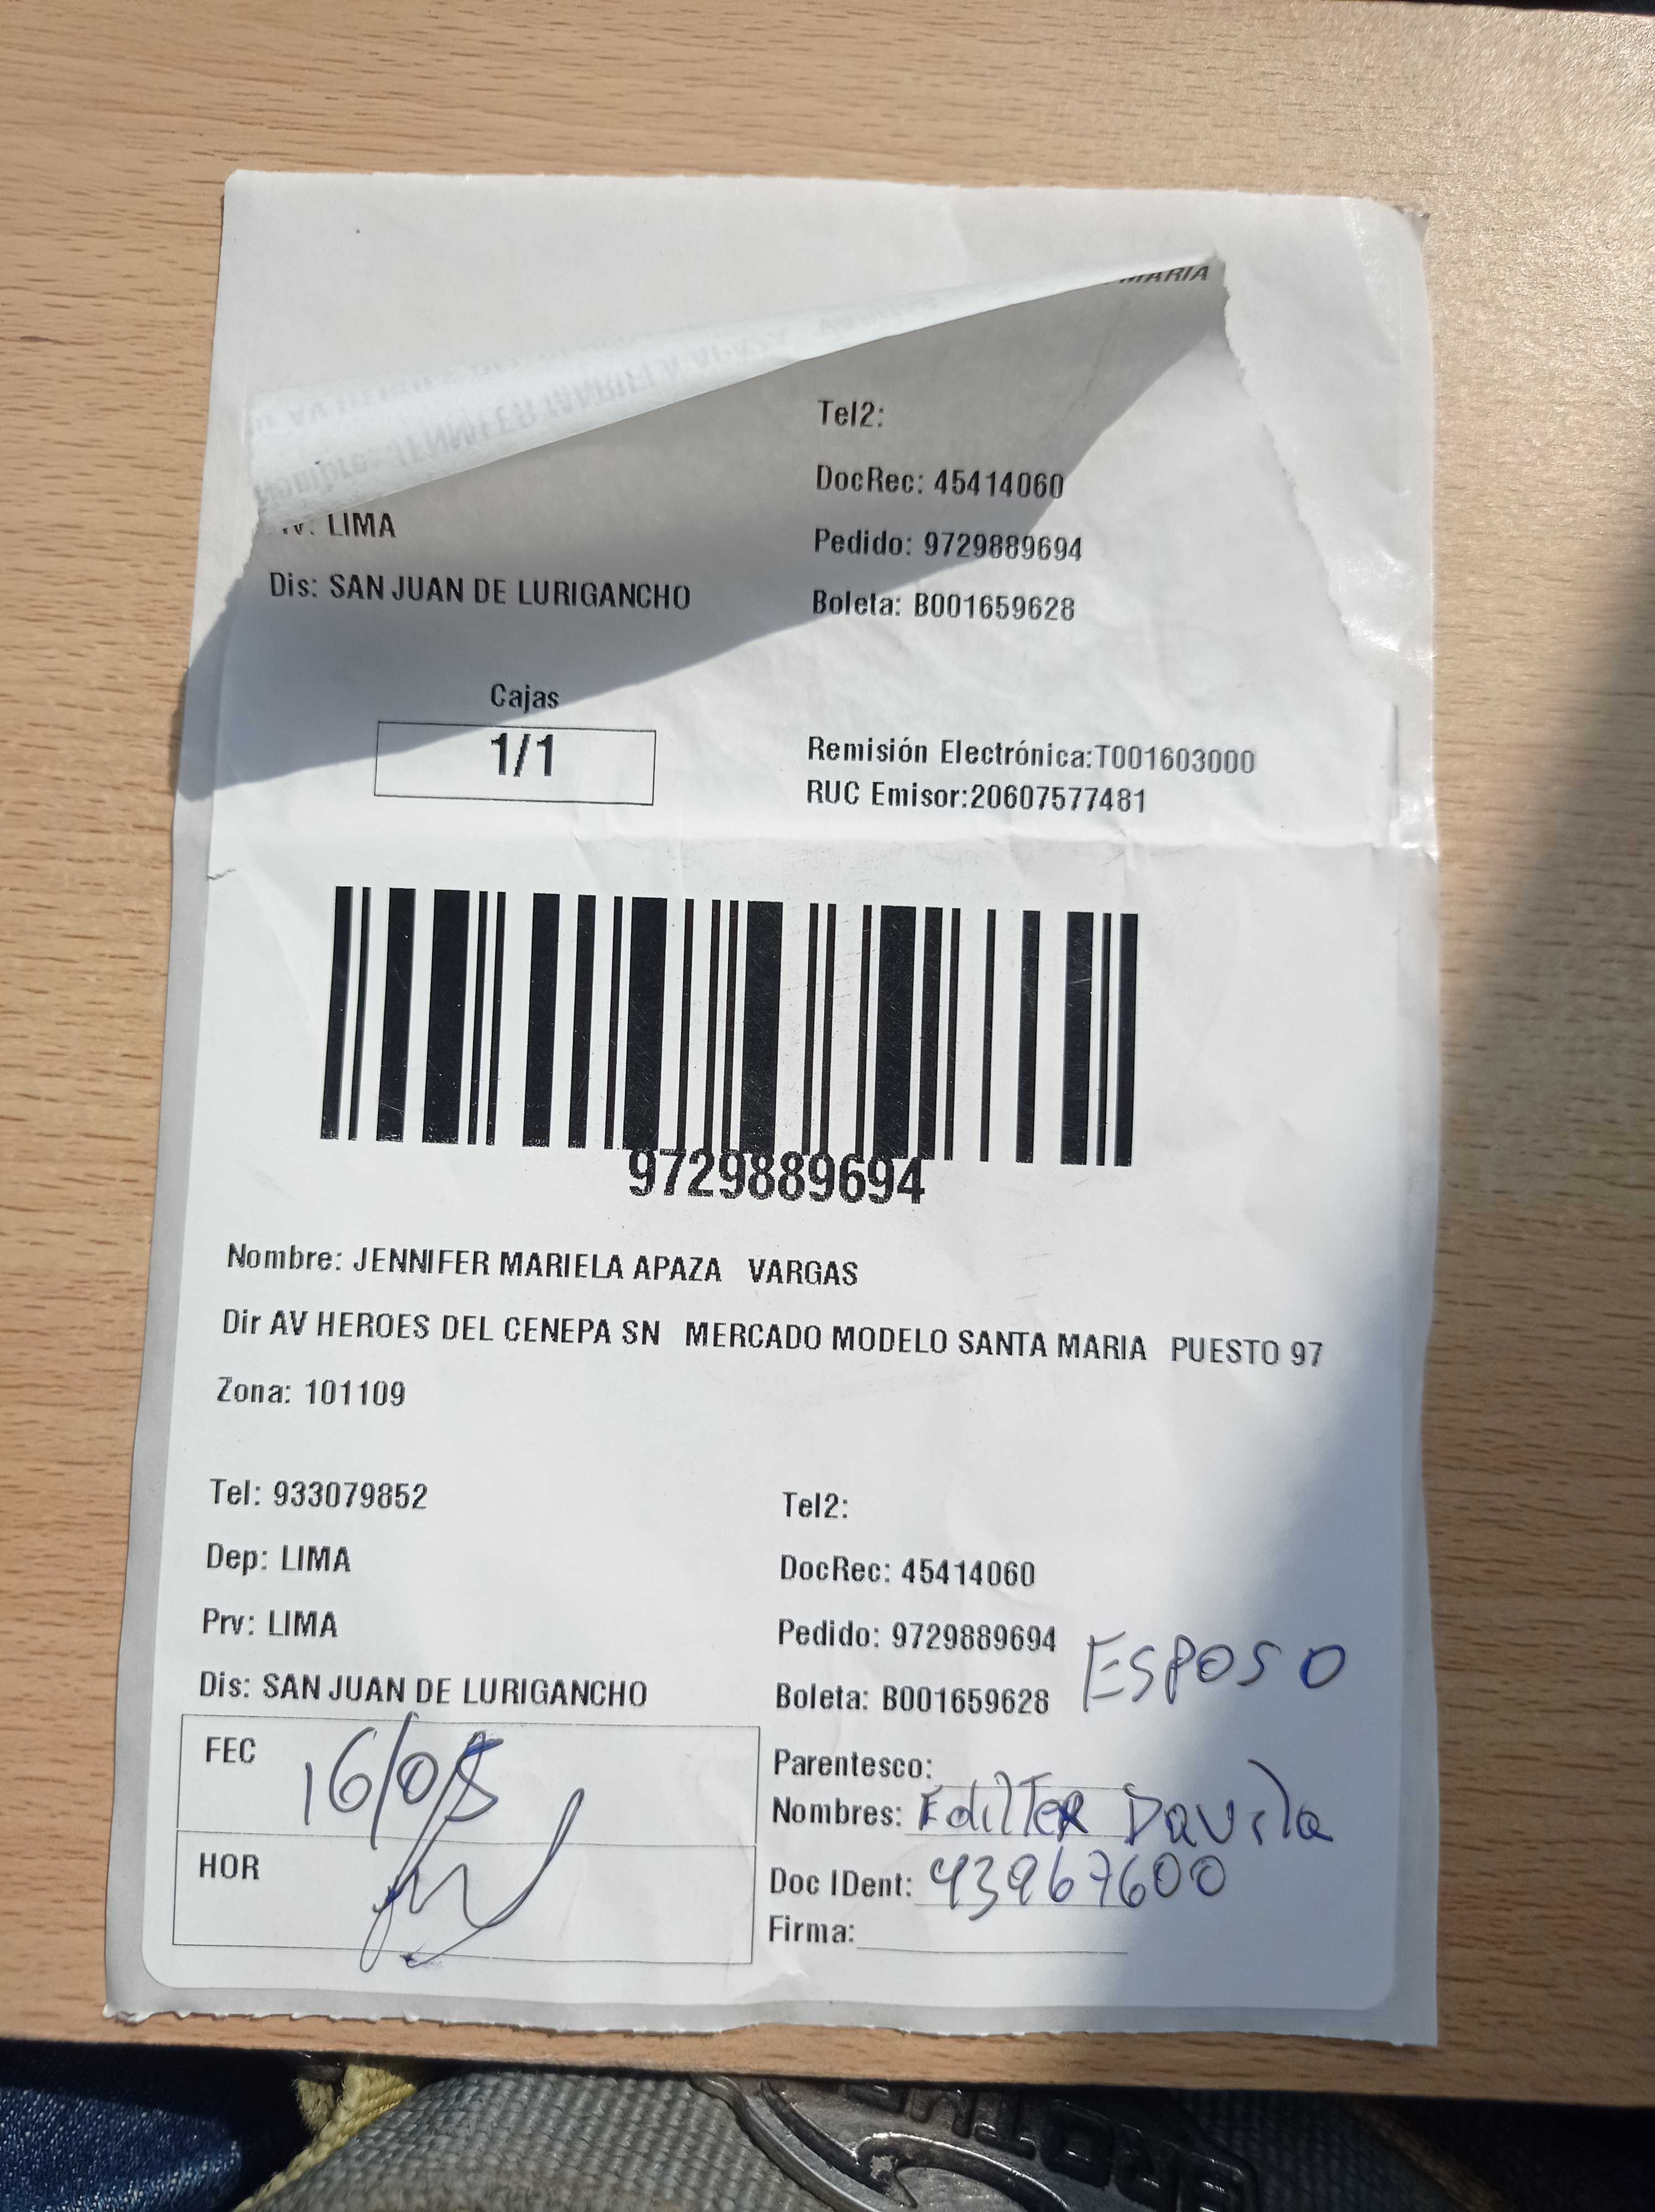 MARIA
Tel2:
DocRec: 45414060
LIMA
Pedido: 9729889694
Dis: SAN JUAN DE LURIGANCHO
Boleta: B001659628
Cajas
1/1
Remisión Electrónica:T001603000
RUC Emisor:20607577481
9729889694
Nombre: JENNIFER MARIELA APAZA VARGAS
Dir AV HEROES DEL CENEPA SN MERCADO MODELO SANTA MARIA PUESTO 97
Zona: 101109
Tel: 933079852
Tel2:
Dep: LIMA
DocRec: 45414060
Prv: LIMA
Pedido: 9729889694
Dis: SAN JUAN DE LURIGANCHO
Boleta: B001659628
ESPOSO
FEC 16/08
Parentesco:
Nombres: EdilTER Davila
HOR
Doc IDent: 43967600
Firma: